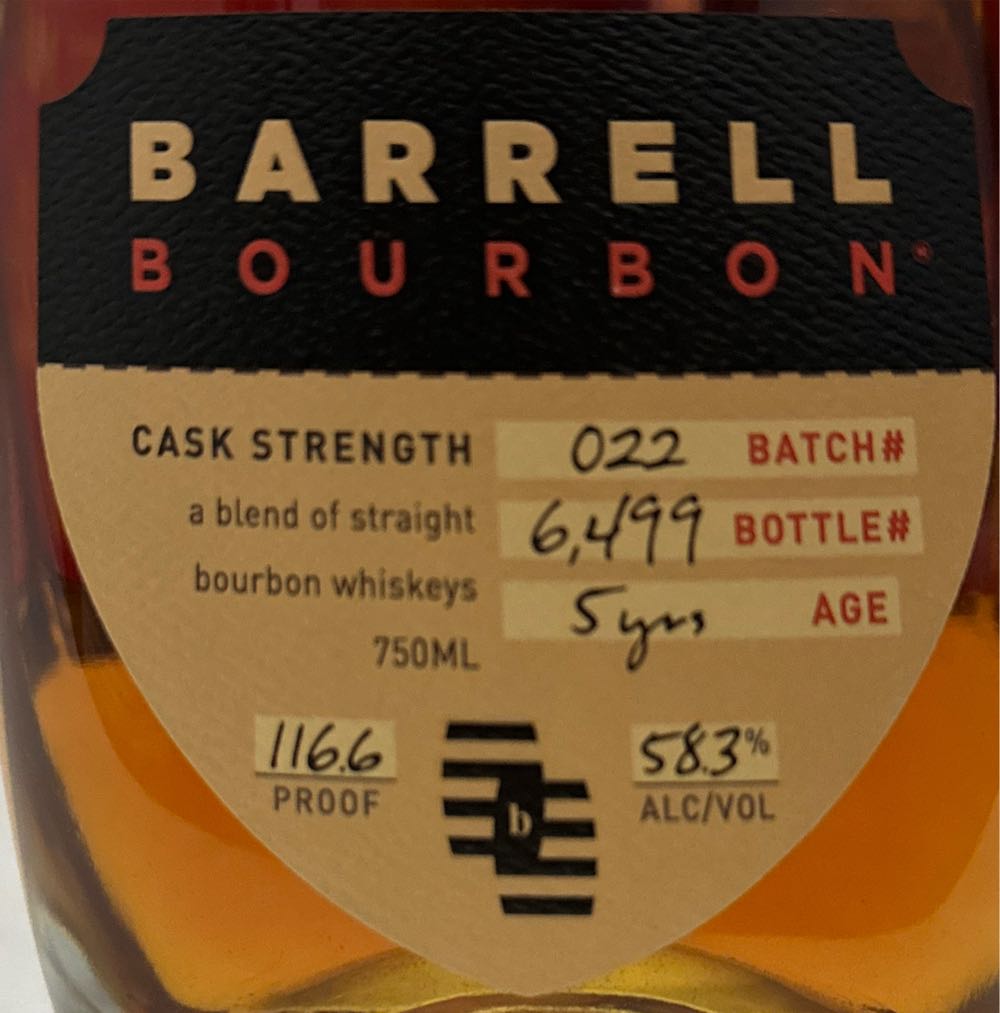 BARRELL
BOURBON®
CASK STRENGTH 022 BATCH#
a blend of straight 6,499 BOTTLE#
bourbon whiskeys 5 yrs AGE
750ML
116.6 58.3%
PROOF ALC/VOL
b